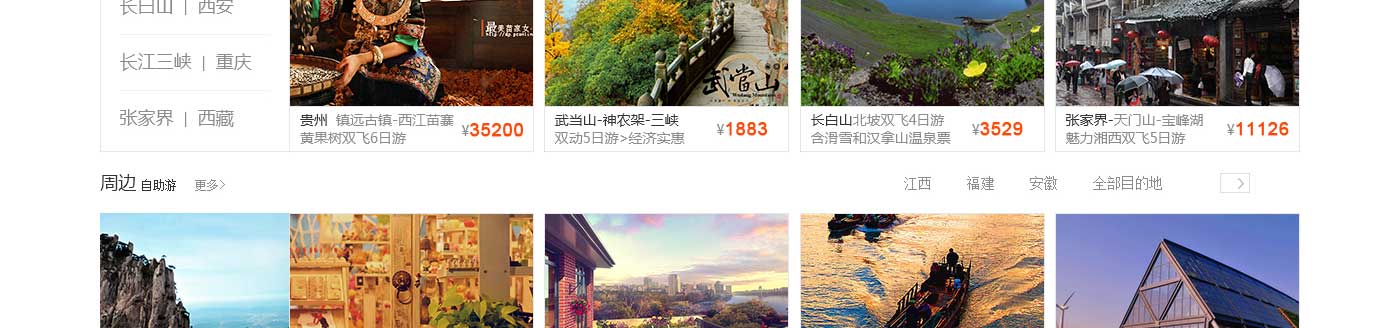 长白山 | 西安
长江三峡 | 重庆
张家界 | 西藏
最
武當山
贵州 镇远古镇-西江苗寨
黄果树双飞6日游
¥35200
武当山-神农架-三峡
双动5日游>经济实惠
¥1883
长白山北坡双飞4日游
含滑雪和汉拿山温泉票
¥3529
张家界-天门山-宝峰湖
魅力湘西双飞5日游
¥11126
周边 自助游 更多>
江西 福建 安徽 全部目的地 >